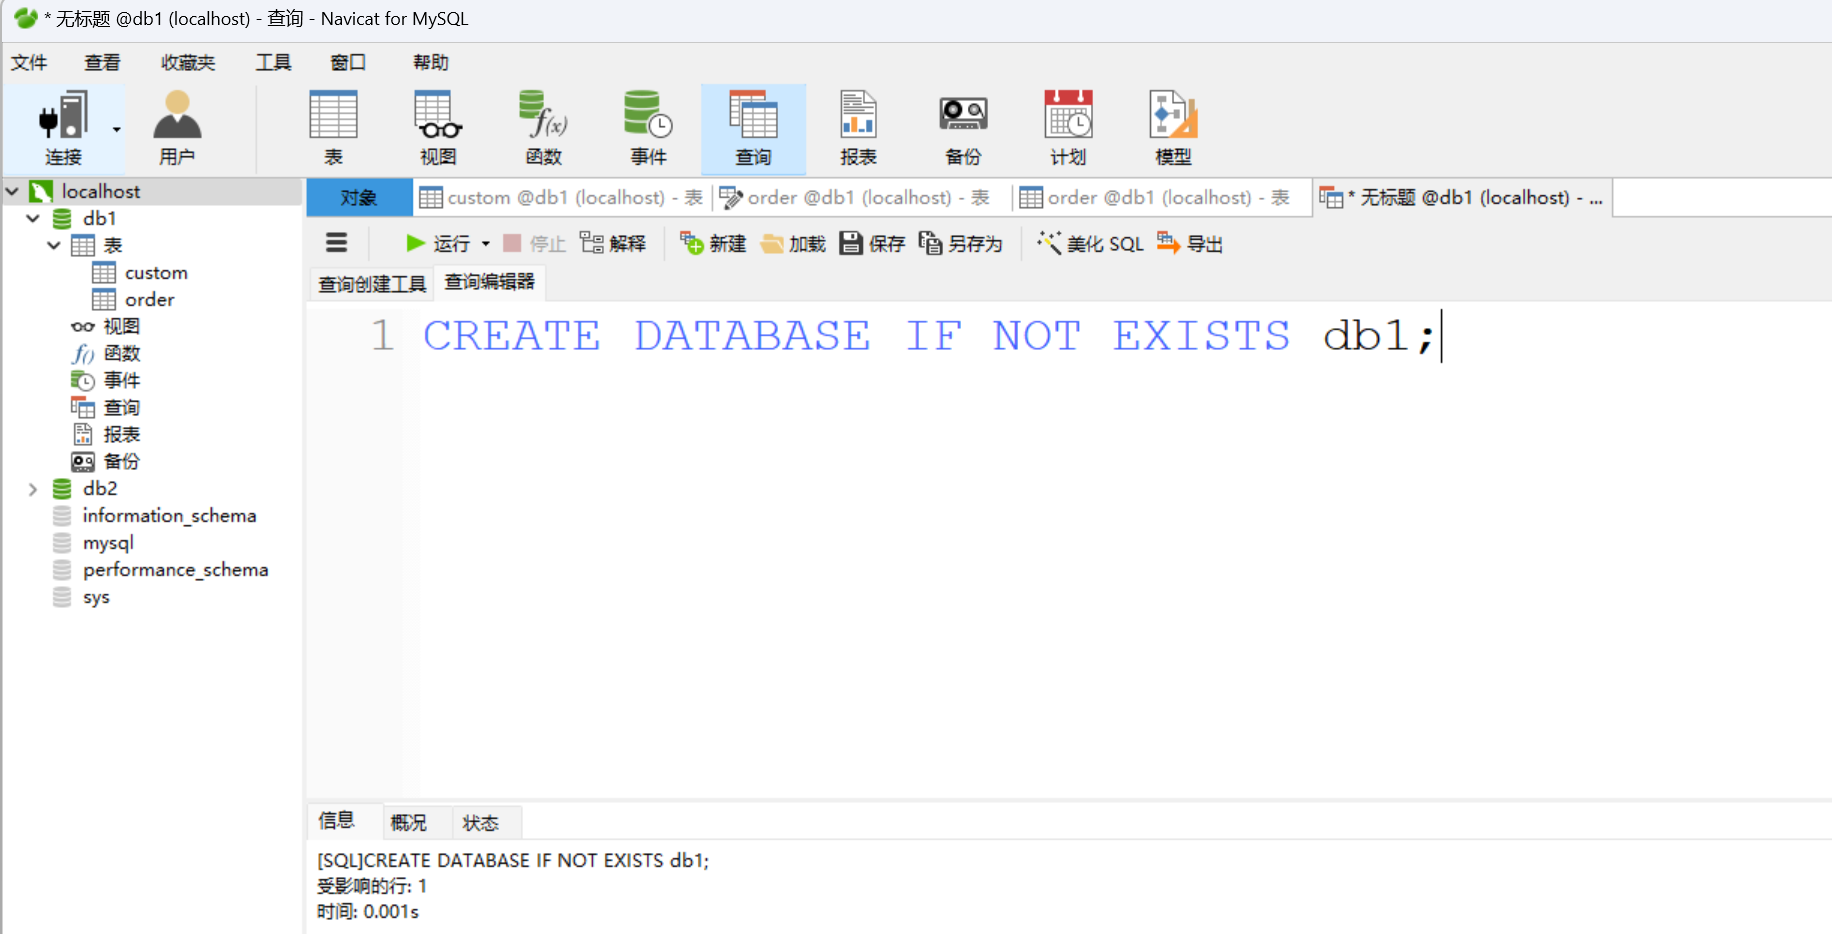 * 无标题 @db1 (localhost) - 查询 - Navicat for MySQL
文件 查看 收藏夹 工具 窗口 帮助
连接 用户 表 视图 函数 事件 查询 报表 备份 计划 模型
localhost
db1
表
custom
order
视图
函数
事件
查询
报表
备份
db2
information_schema
mysql
performance_schema
sys
对象 custom @db1 (localhost) - 表 order @db1 (localhost) - 表 order @db1 (localhost) - 表 * 无标题 @db1 (localhost) - ...
运行 停止 解释 新建 加载 保存 另存为 美化 SQL 导出
查询创建工具 查询编辑器
1 CREATE DATABASE IF NOT EXISTS db1;
信息 概况 状态
[SQL]CREATE DATABASE IF NOT EXISTS db1;
受影响的行: 1
时间: 0.001s